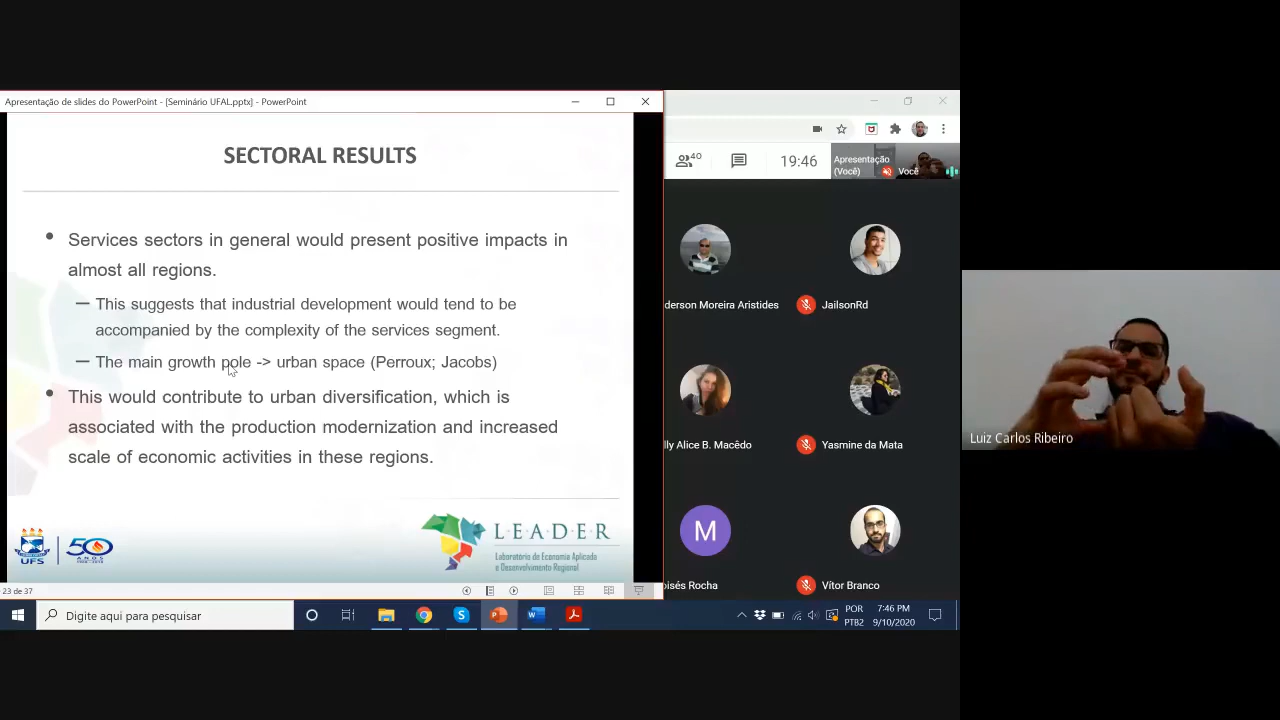 Apresentação de slides do PowerPoint - [Seminário UFAL.pptx] - PowerPoint
SECTORAL RESULTS
• Services sectors in general would present positive impacts in
almost all regions.
– This suggests that industrial development would tend to be
accompanied by the complexity of the services segment.
– The main growth pole -> urban space (Perroux; Jacobs)
• This would contribute to urban diversification, which is
associated with the production modernization and increased
scale of economic activities in these regions.
UFS
50
ANOS
L·E·A·D·E·R
Laboratório de Economia Aplicada
e Desenvolvimento Regional
23 de 37
40
19:46
Apresentação
(Você)
Você
derson Moreira Aristides
JailsonRd
lly Alice B. Macêdo
Yasmine da Mata
M
oisés Rocha
Vítor Branco
Luiz Carlos Ribeiro
Digite aqui para pesquisar
POR
PTB2
7:46 PM
9/10/2020